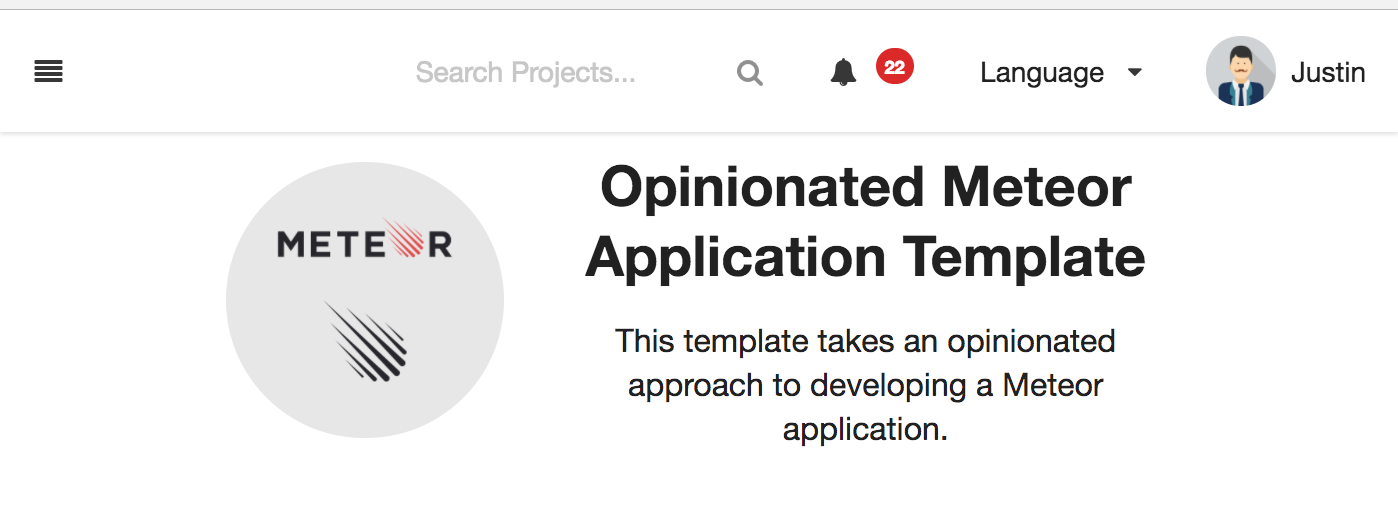 Search Projects... 22 Language Justin
METEOR
Opinionated Meteor
Application Template
This template takes an opinionated
approach to developing a Meteor
application.